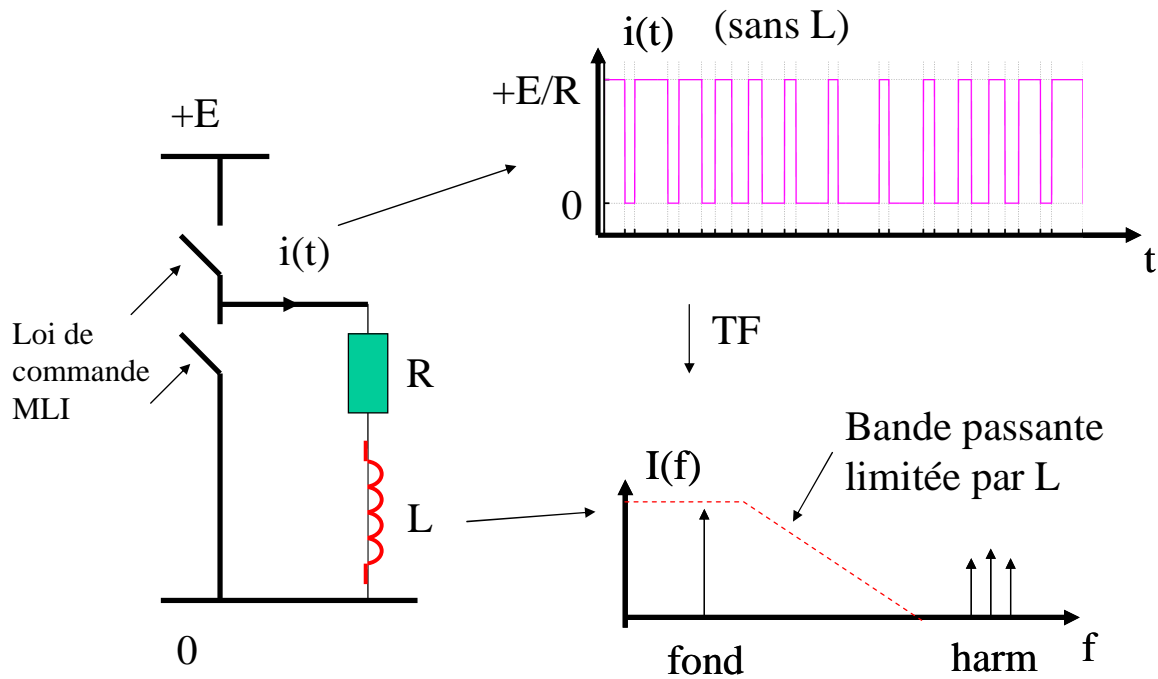 i(t) (sans L)
+E/R
0
t
+E
i(t)
Loi de
commande
MLI
R
L
0
TF
Bande passante
limitée par L
I(f)
fond
harm
f